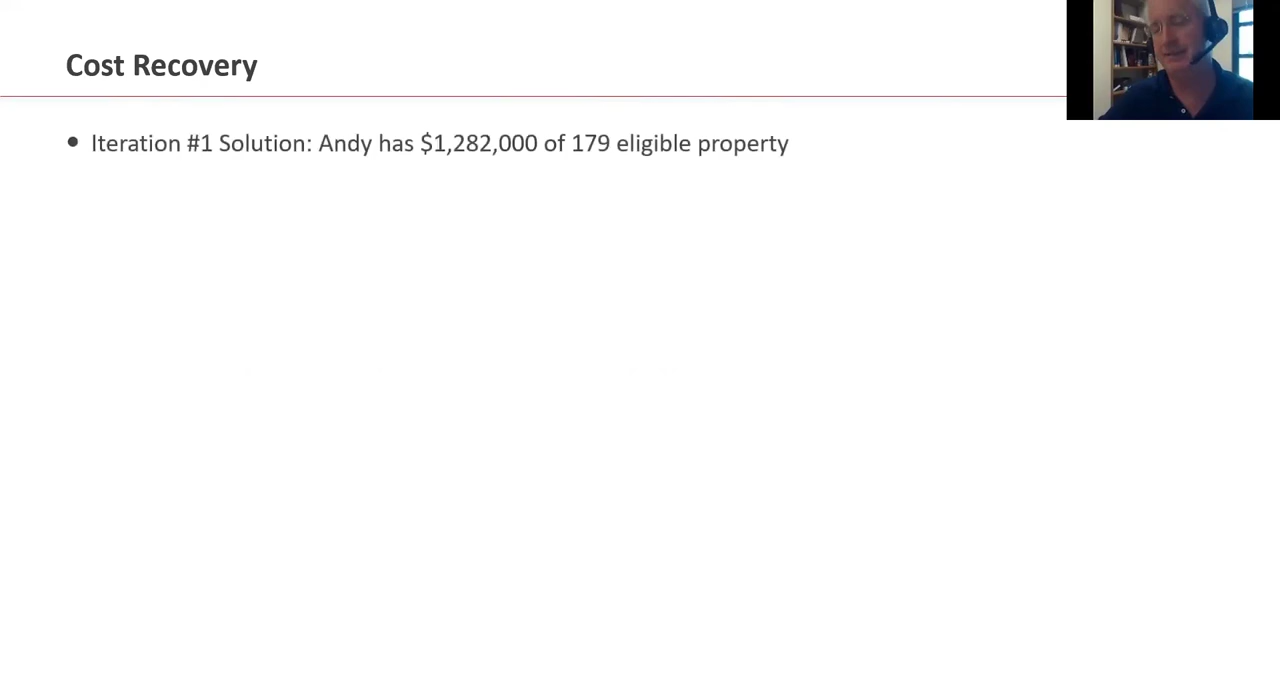 Cost Recovery
• Iteration #1 Solution: Andy has $1,282,000 of 179 eligible property